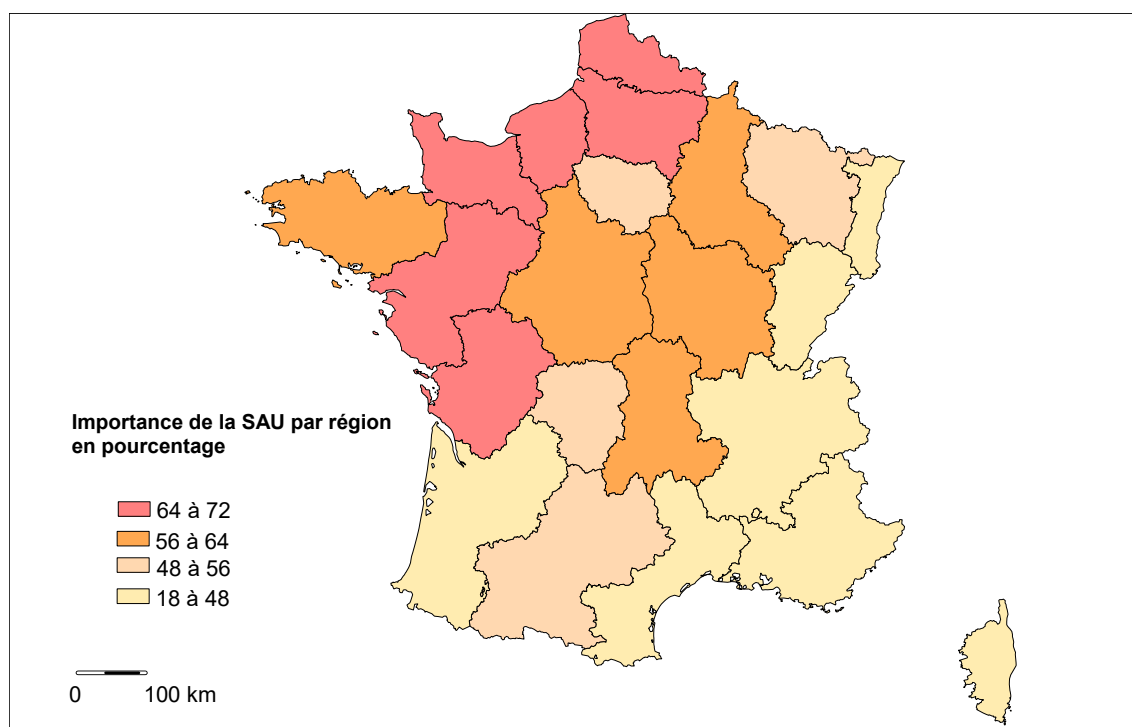 Importance de la SAU par région
en pourcentage
64 à 72
56 à 64
48 à 56
18 à 48
0 100 km